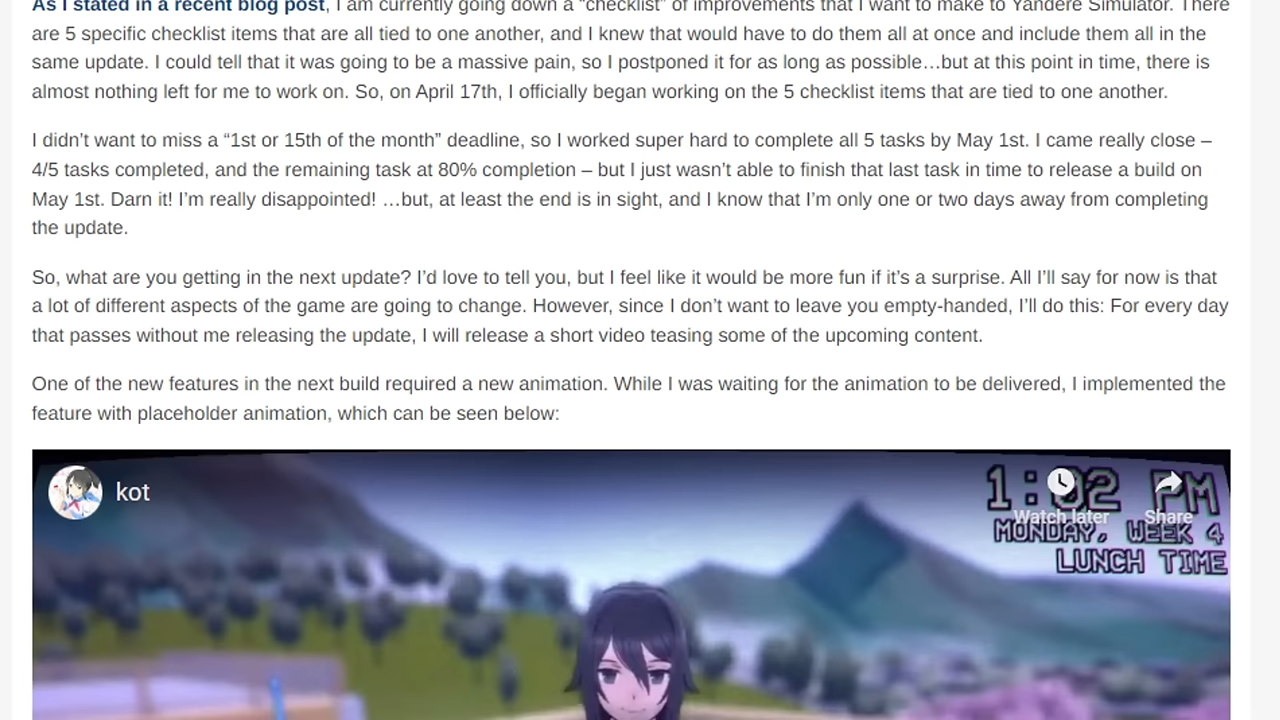 As I stated in a recent blog post, I am currently going down a “checklist” of improvements that I want to make to Yandere Simulator. There
are 5 specific checklist items that are all tied to one another, and I knew that would have to do them all at once and include them all in the
same update. I could tell that it was going to be a massive pain, so I postponed it for as long as possible…but at this point in time, there is
almost nothing left for me to work on. So, on April 17th, I officially began working on the 5 checklist items that are tied to one another.
I didn’t want to miss a “1st or 15th of the month” deadline, so I worked super hard to complete all 5 tasks by May 1st. I came really close –
4/5 tasks completed, and the remaining task at 80% completion – but I just wasn’t able to finish that last task in time to release a build on
May 1st. Darn it! I’m really disappointed! …but, at least the end is in sight, and I know that I’m only one or two days away from completing
the update.
So, what are you getting in the next update? I’d love to tell you, but I feel like it would be more fun if it’s a surprise. All I’ll say for now is that
a lot of different aspects of the game are going to change. However, since I don’t want to leave you empty-handed, I’ll do this: For every day
that passes without me releasing the update, I will release a short video teasing some of the upcoming content.
One of the new features in the next build required a new animation. While I was waiting for the animation to be delivered, I implemented the
feature with placeholder animation, which can be seen below:
kot
1:02 PM
Watch later Share
MONDAY, WEEK 4
LUNCH TIME